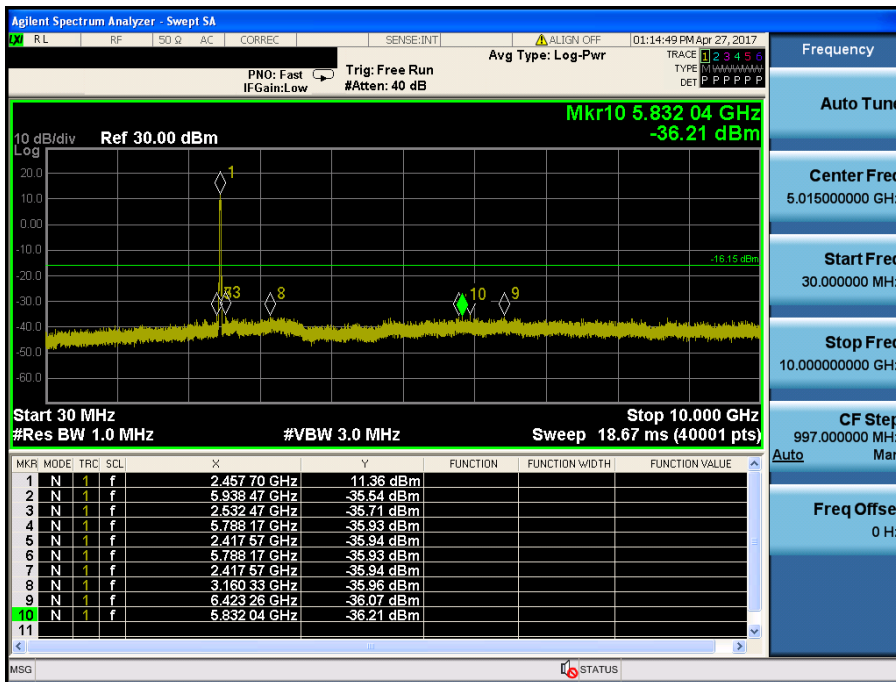 Agilent Spectrum Analyzer - Swept SA
LXI RL RF 50 Ω AC CORREC SENSE:INT ALIGN OFF 01:14:49 PM Apr 27, 2017
Avg Type: Log-Pwr
TRACE 1 2 3 4 5 6
TYPE M WWWWW
DET P P P P P P
PNO: Fast
IFGain:Low
Trig: Free Run
#Atten: 40 dB
Mkr10 5.832 04 GHz
-36.21 dBm
10 dB/div
Log
Ref 30.00 dBm
20.0
10.0
0.00
-10.0
-20.0
-30.0
-40.0
-50.0
-60.0
1
-16.15 dBm
3
8
10
9
Start 30 MHz
#Res BW 1.0 MHz
#VBW 3.0 MHz
Stop 10.000 GHz
Sweep 18.67 ms (40001 pts)
MKR MODE TRC SCL X Y FUNCTION FUNCTION WIDTH FUNCTION VALUE
1 N 1 f 2.457 70 GHz 11.36 dBm
2 N 1 f 5.938 47 GHz -35.54 dBm
3 N 1 f 2.532 47 GHz -35.71 dBm
4 N 1 f 5.788 17 GHz -35.93 dBm
5 N 1 f 2.417 57 GHz -35.94 dBm
6 N 1 f 5.788 17 GHz -35.93 dBm
7 N 1 f 2.417 57 GHz -35.94 dBm
8 N 1 f 3.160 33 GHz -35.96 dBm
9 N 1 f 6.423 26 GHz -36.07 dBm
10 N 1 f 5.832 04 GHz -36.21 dBm
11
MSG
STATUS
Frequency
Auto Tune
Center Freq
5.015000000 GHz
Start Freq
30.000000 MHz
Stop Freq
10.000000000 GHz
CF Step
997.000000 MHz
Auto Man
Freq Offset
0 Hz